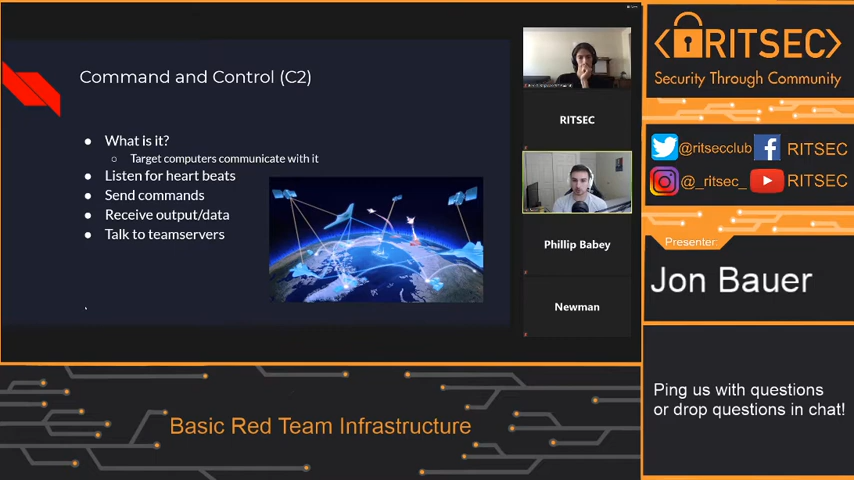 Command and Control (C2)
What is it?
Target computers communicate with it
Listen for heart beats
Send commands
Receive output/data
Talk to teamservers
RITSEC
Phillip Babey
Newman
<RITSEC>
Security Through Community
@ritsecclub
RITSEC
@_ritsec_
RITSEC
Presenter:
Jon Bauer
Ping us with questions
or drop questions in chat!
Basic Red Team Infrastructure